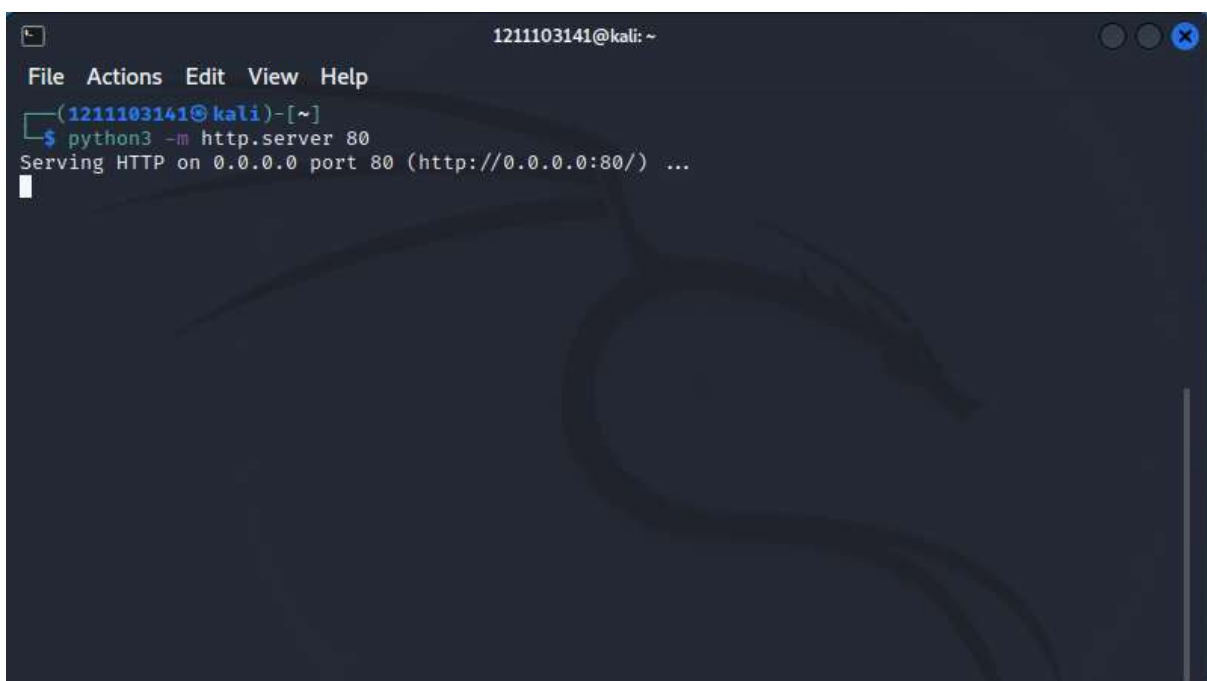 1211103141@kali: ~
File Actions Edit View Help
┌──(1211103141㉿kali)-[~]
└─$ python3 -m http.server 80
Serving HTTP on 0.0.0.0 port 80 (http://0.0.0.0:80/) ...